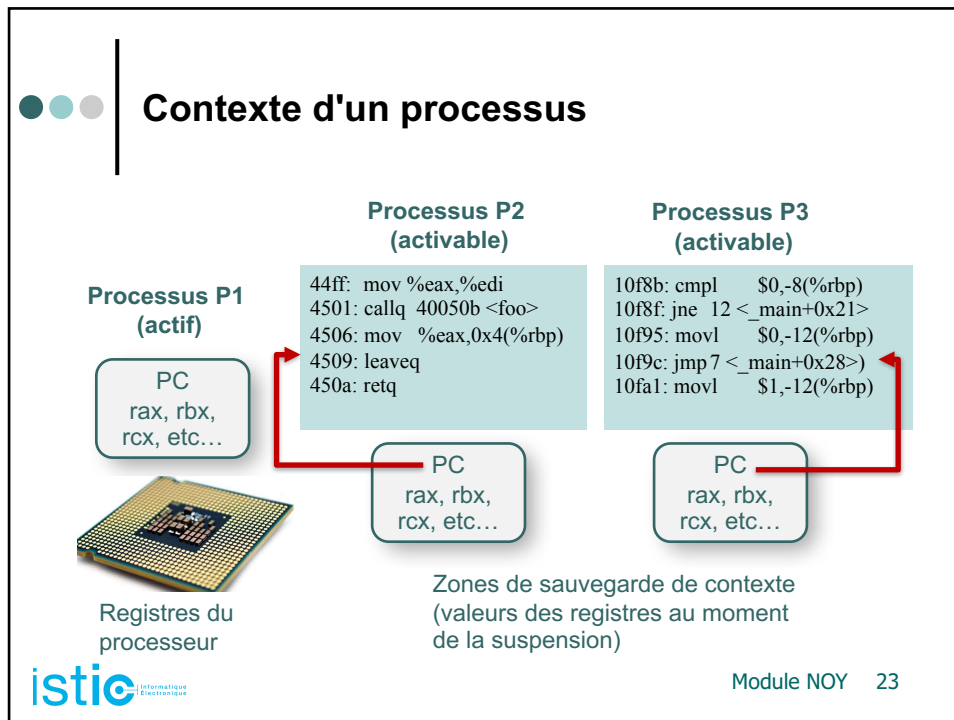 Contexte d'un processus
Processus P1
(actif)
PC
rax, rbx,
rcx, etc…
Registres du
processeur
Processus P2
(activable)
44ff: mov %eax,%edi
4501: callq 40050b <foo>
4506: mov %eax,0x4(%rbp)
4509: leaveq
450a: retq
PC
rax, rbx,
rcx, etc…
Processus P3
(activable)
10f8b: cmpl $0,-8(%rbp)
10f8f: jne 12 <_main+0x21>
10f95: movl $0,-12(%rbp)
10f9c: jmp 7 <_main+0x28>)
10fa1: movl $1,-12(%rbp)
PC
rax, rbx,
rcx, etc…
Zones de sauvegarde de contexte
(valeurs des registres au moment
de la suspension)
istic Informatique
Électronique
Module NOY 23